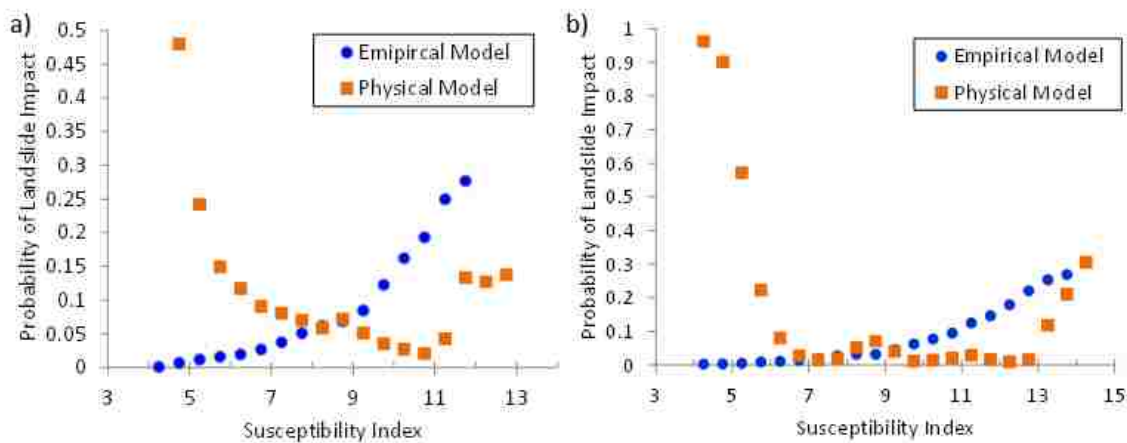 a)
Probability of Landslide Impact
0.5
0.45
0.4
0.35
0.3
0.25
0.2
0.15
0.1
0.05
0
Emipircal Model
Physical Model
3 5 7 9 11 13
Susceptibility Index
b)
Probability of Landslide Impact
1
0.9
0.8
0.7
0.6
0.5
0.4
0.3
0.2
0.1
0
Empirical Model
Physical Model
3 5 7 9 11 13 15
Susceptibility Index